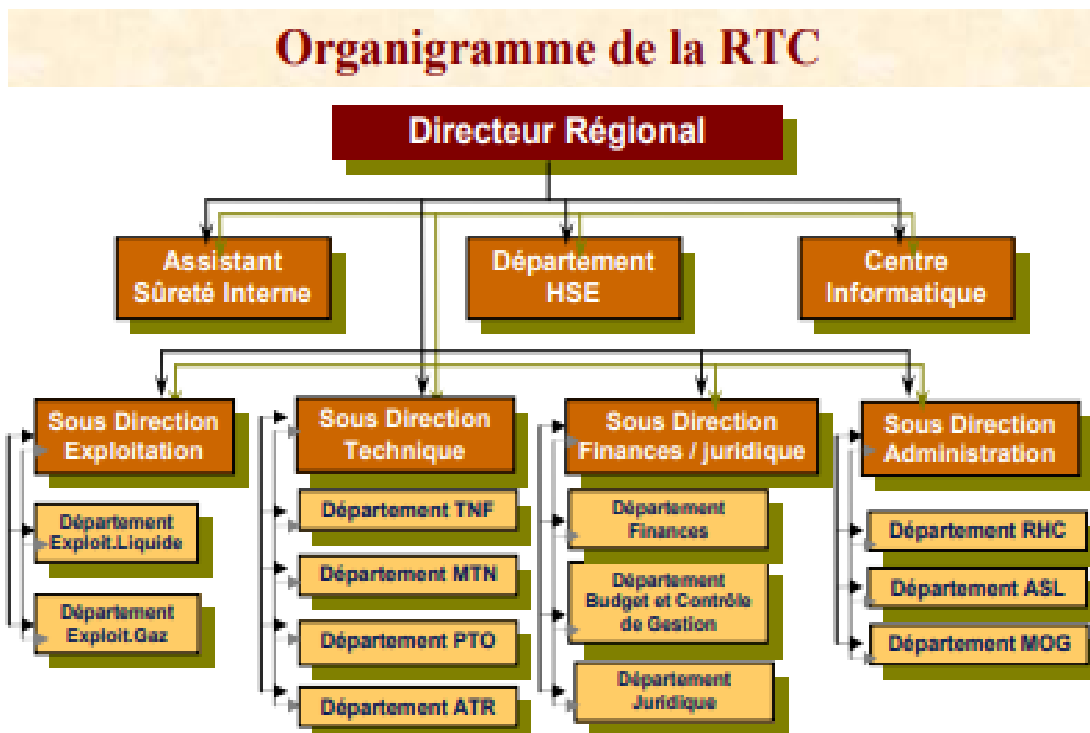 Organigramme de la RTC
Directeur Régional
Assistant
Sûreté Interne
Département
HSE
Centre
Informatique
Sous Direction
Exploitation
Département
Exploit.Liquide
Département
Exploit.Gaz
Sous Direction
Technique
Département TNF
Département MTN
Département PTO
Département ATR
Sous Direction
Finances / juridique
Département
Finances
Département
Budget et Contrôle
de Gestion
Département
Juridique
Sous Direction
Administration
Département RHC
Département ASL
Département MOG